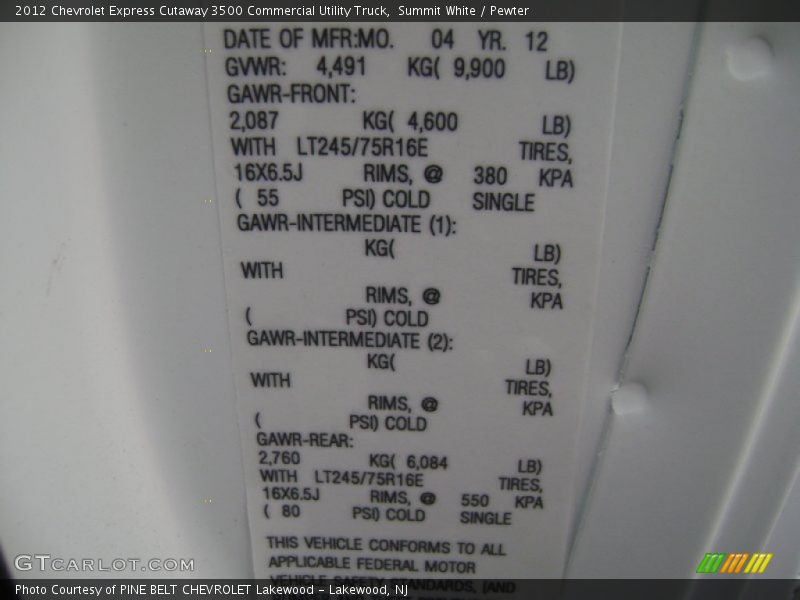 2012 Chevrolet Express Cutaway 3500 Commercial Utility Truck,  Summit White / Pewter
DATE OF MFR:MO. 04 YR. 12
GVWR: 4,491 KG( 9,900 LB)
GAWR-FRONT:
2,087 KG( 4,600 LB)
WITH LT245/75R16E TIRES,
16X6.5J RIMS, @ 380 KPA
( 55 PSI) COLD SINGLE
GAWR-INTERMEDIATE (1):
KG( LB)
WITH TIRES,
RIMS, @ KPA
( PSI) COLD
GAWR-INTERMEDIATE (2):
KG( LB)
WITH TIRES,
RIMS, @ KPA
( PSI) COLD
GAWR-REAR:
2,760 KG( 6,084 LB)
WITH LT245/75R16E TIRES,
16X6.5J RIMS, @ 550 KPA
( 80 PSI) COLD SINGLE
THIS VEHICLE CONFORMS TO ALL
APPLICABLE FEDERAL MOTOR
VEHICLE SAFETY STANDARDS, (AND
GTCARLOT.COM
Photo Courtesy of PINE BELT CHEVROLET Lakewood - Lakewood, NJ